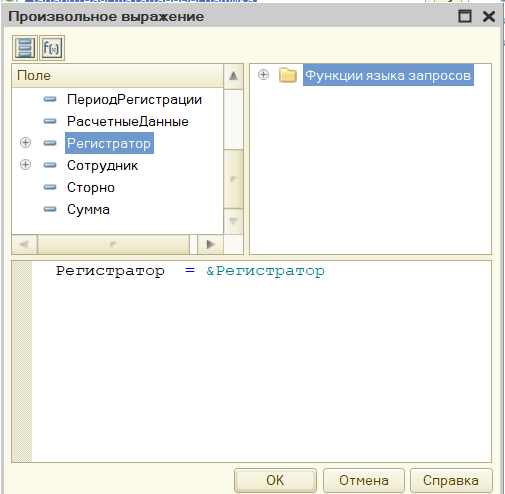 Произвольное выражение
f(x)
Поле
ПериодРегистрации
РасчетныеДанные
Регистратор
Сотрудник
Сторно
Сумма
Функции языка запросов
Регистратор = &Регистратор
OK
Отмена
Справка